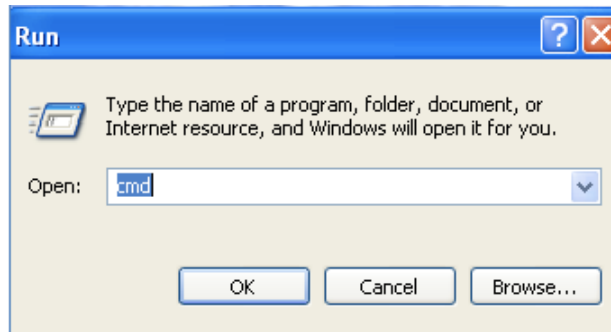 Run
Type the name of a program, folder, document, or
Internet resource, and Windows will open it for you.
Open: cmd
OK Cancel Browse...